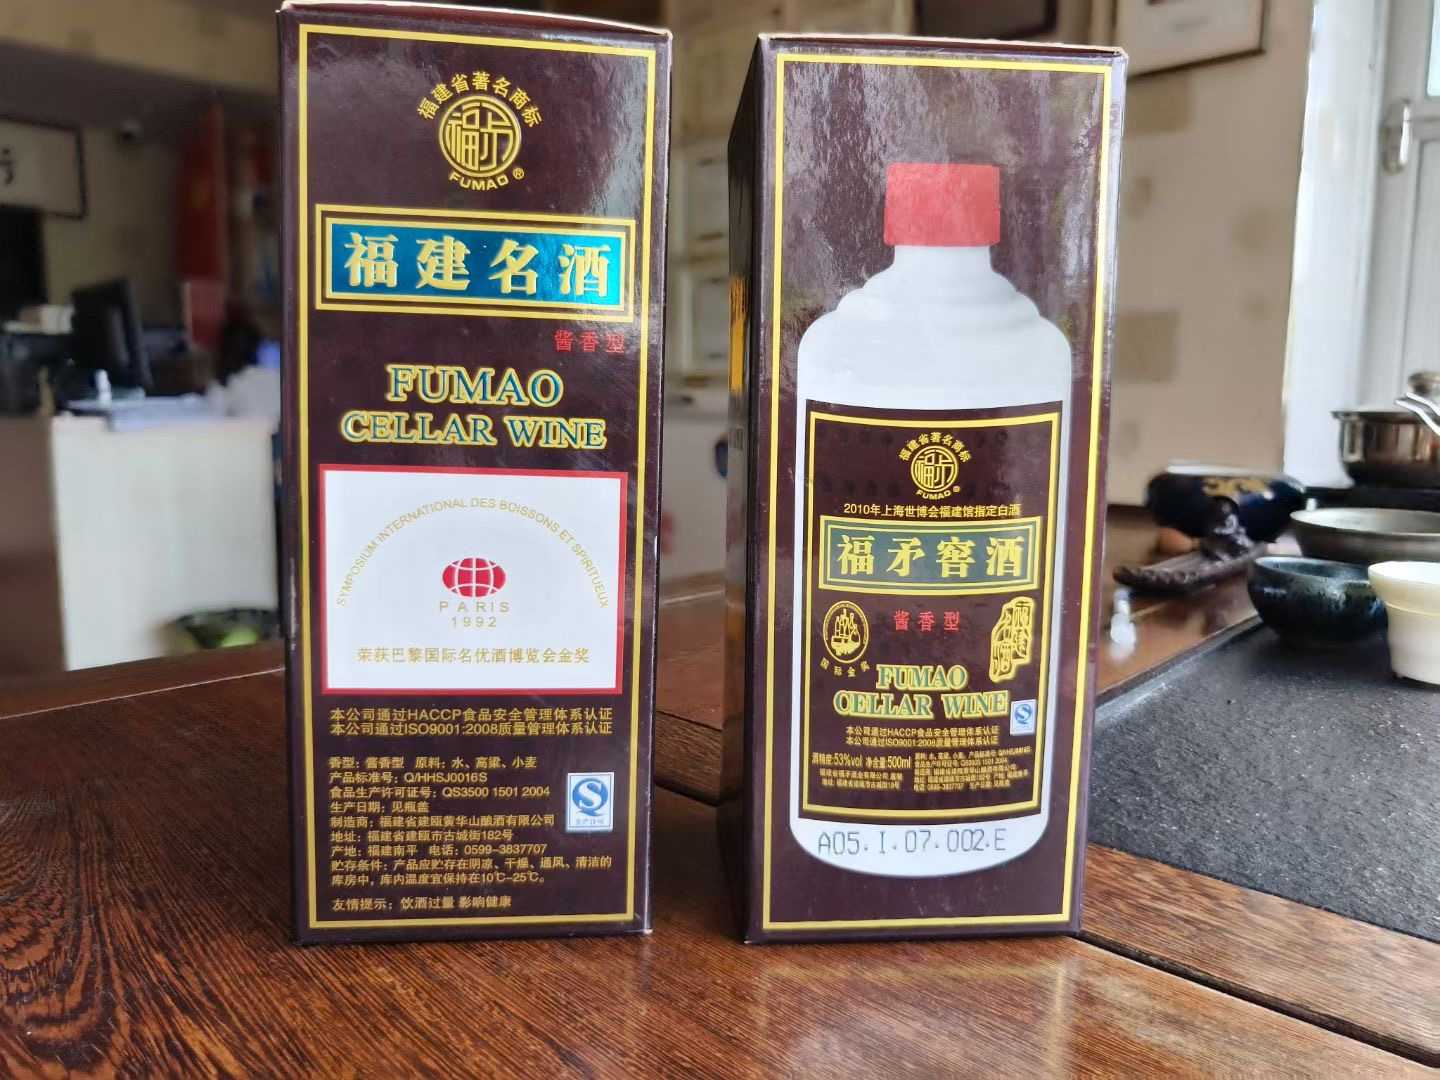 福建省著名商标
FUMAO ®
福建名酒
酱香型
FUMAO
CELLAR WINE
SYMPOSIUM INTERNATIONAL DES BOISSONS ET SPIRITUEUX
PARIS
1992
荣获巴黎国际名优酒博览会金奖
本公司通过HACCP食品安全管理体系认证
本公司通过ISO9001:2008质量管理体系认证
香型：酱香型 原料：水、高粱、小麦
产品标准号：Q/HHSJ0016S
食品生产许可证号：QS3500 1501 2004
生产日期：见瓶盖
制造商：福建省建瓯黄华山酿酒有限公司
地址：福建省建瓯市古城街182号
产地：福建南平 电话：0599-3837707
贮存条件：产品应贮存在阴凉、干燥、通风、清洁的
库房中，库内温度宜保持在10℃-25℃。
友情提示：饮酒过量 影响健康
福建省著名商标
FUMAO ®
2010年上海世博会福建馆指定白酒
福矛窖酒
酱香型
国际金奖
FUMAO
CELLAR WINE
本公司通过HACCP食品安全管理体系认证
本公司通过ISO9001:2008质量管理体系认证
酒精度:53%vol 净含量:500ml
A05.I.07.002.E